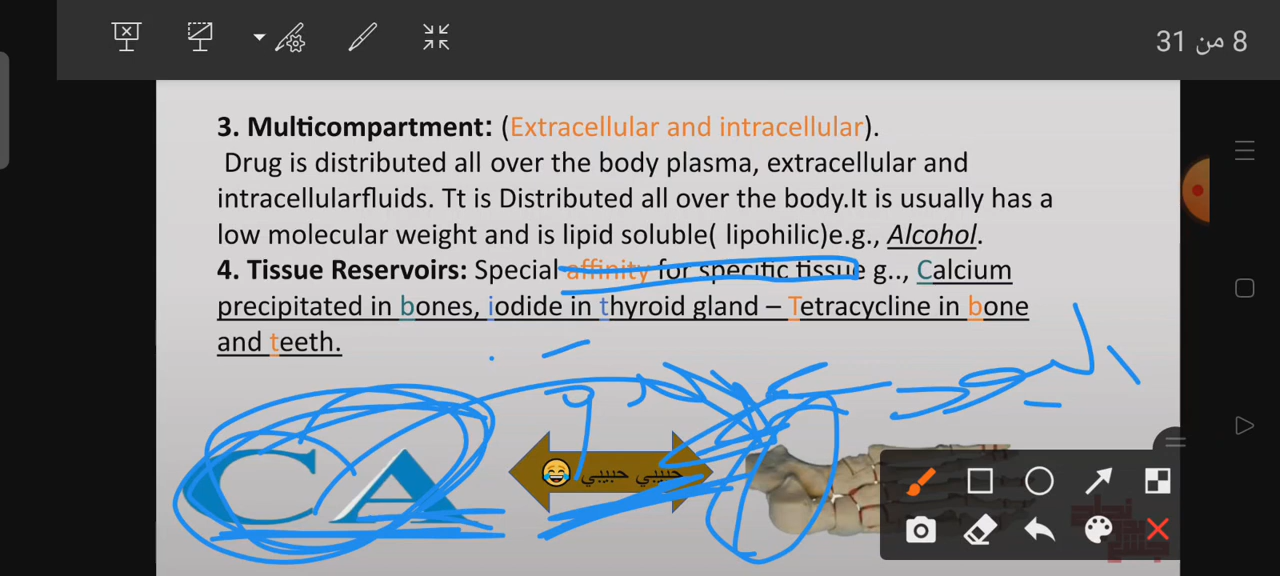 8 من 31
3. Multicompartment: (Extracellular and intracellular).
Drug is distributed all over the body plasma, extracellular and
intracellularfluids. Tt is Distributed all over the body.It is usually has a
low molecular weight and is lipid soluble( lipohilic)e.g., Alcohol.
4. Tissue Reservoirs: Special affinity for specific tissue g.., Calcium
precipitated in bones, iodide in thyroid gland – Tetracycline in bone
and teeth.
CA
حبيبي حبيبي 😂